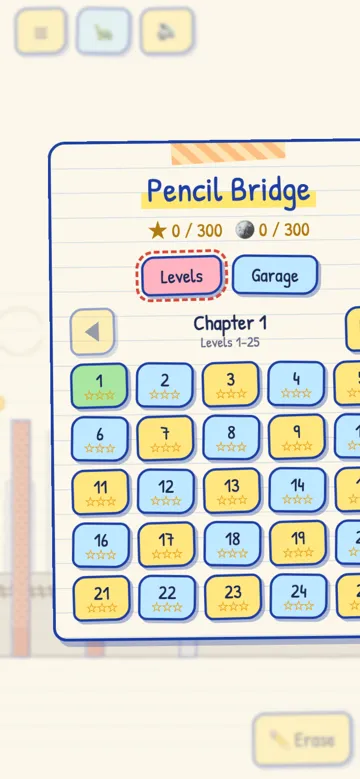 Pencil Bridge
0 / 300 0 / 300
Levels Garage
Chapter 1
Levels 1-25
1 2 3 4
6 7 8 9
11 12 13 14
16 17 18 19
21 22 23 24
Erase